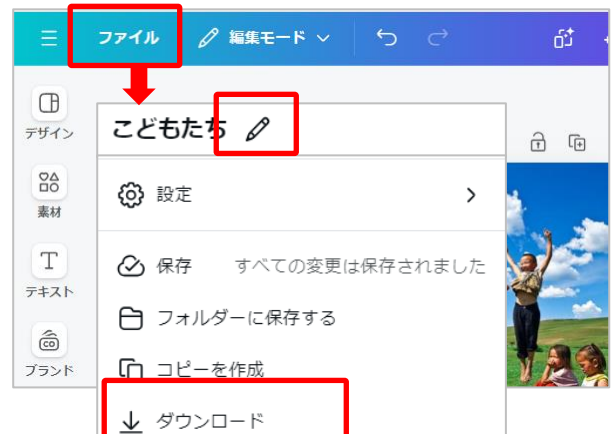 ファイル
編集モード
デザイン
素材
テキスト
ブランド
こどもたち
設定
保存 すべての変更は保存されました
フォルダーに保存する
コピーを作成
ダウンロード